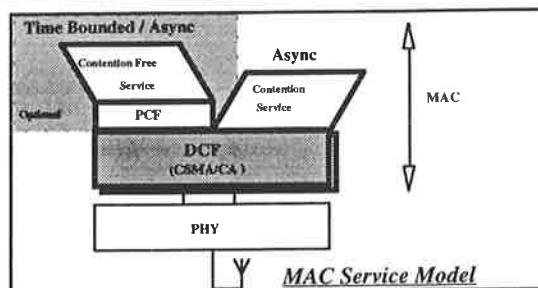 Time Bounded / Async
Contention Free
Service
Async
Contention
Service
MAC
Optional
PCF
DCF
(CSMA/CA)
PHY
MAC Service Model